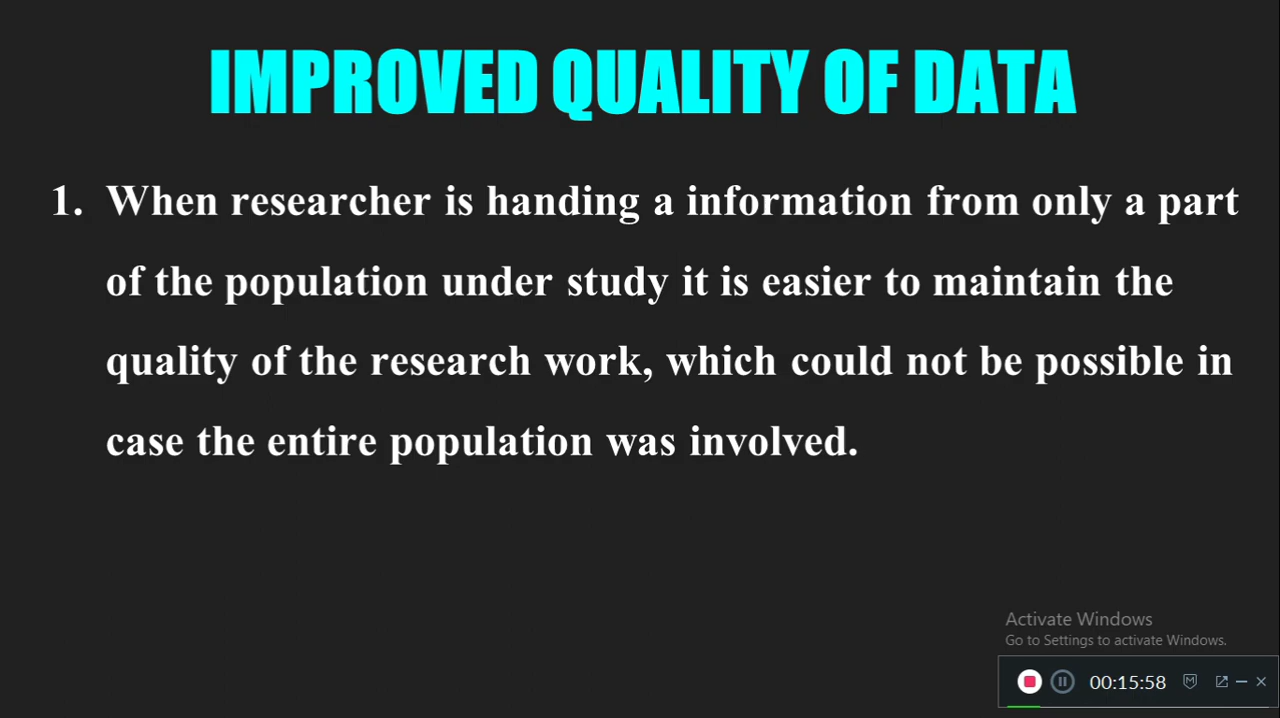 IMPROVED QUALITY OF DATA
1. When researcher is handing a information from only a part
of the population under study it is easier to maintain the
quality of the research work, which could not be possible in
case the entire population was involved.
Activate Windows
Go to Settings to activate Windows.
00:15:58